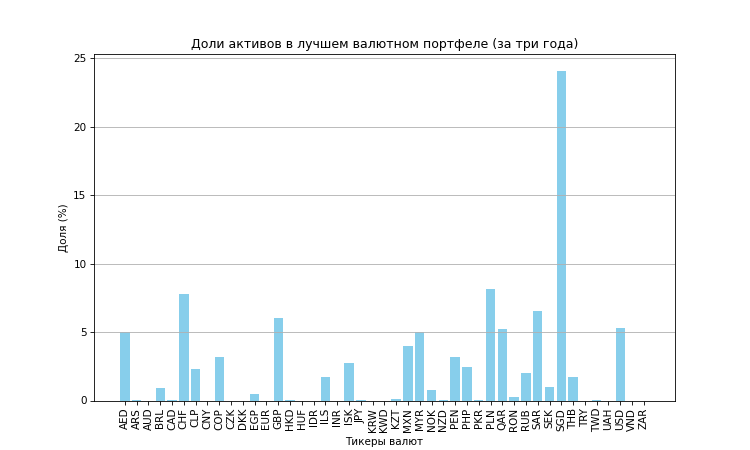 Доли активов в лучшем валютном портфеле (за три года)
25
20
15
10
5
0
Доля (%)
AED
ARS
AUD
BRL
CAD
CHF
CLP
CNY
COP
CZK
DKK
EGP
EUR
GBP
HKD
HUF
IDR
ILS
INR
ISK
JPY
KRW
KWD
KZT
MXN
MYR
NOK
NZD
PEN
PHP
PKR
PLN
QAR
RON
RUB
SAR
SEK
SGD
THB
TRY
TWD
UAH
USD
VND
ZAR
Тикеры валют